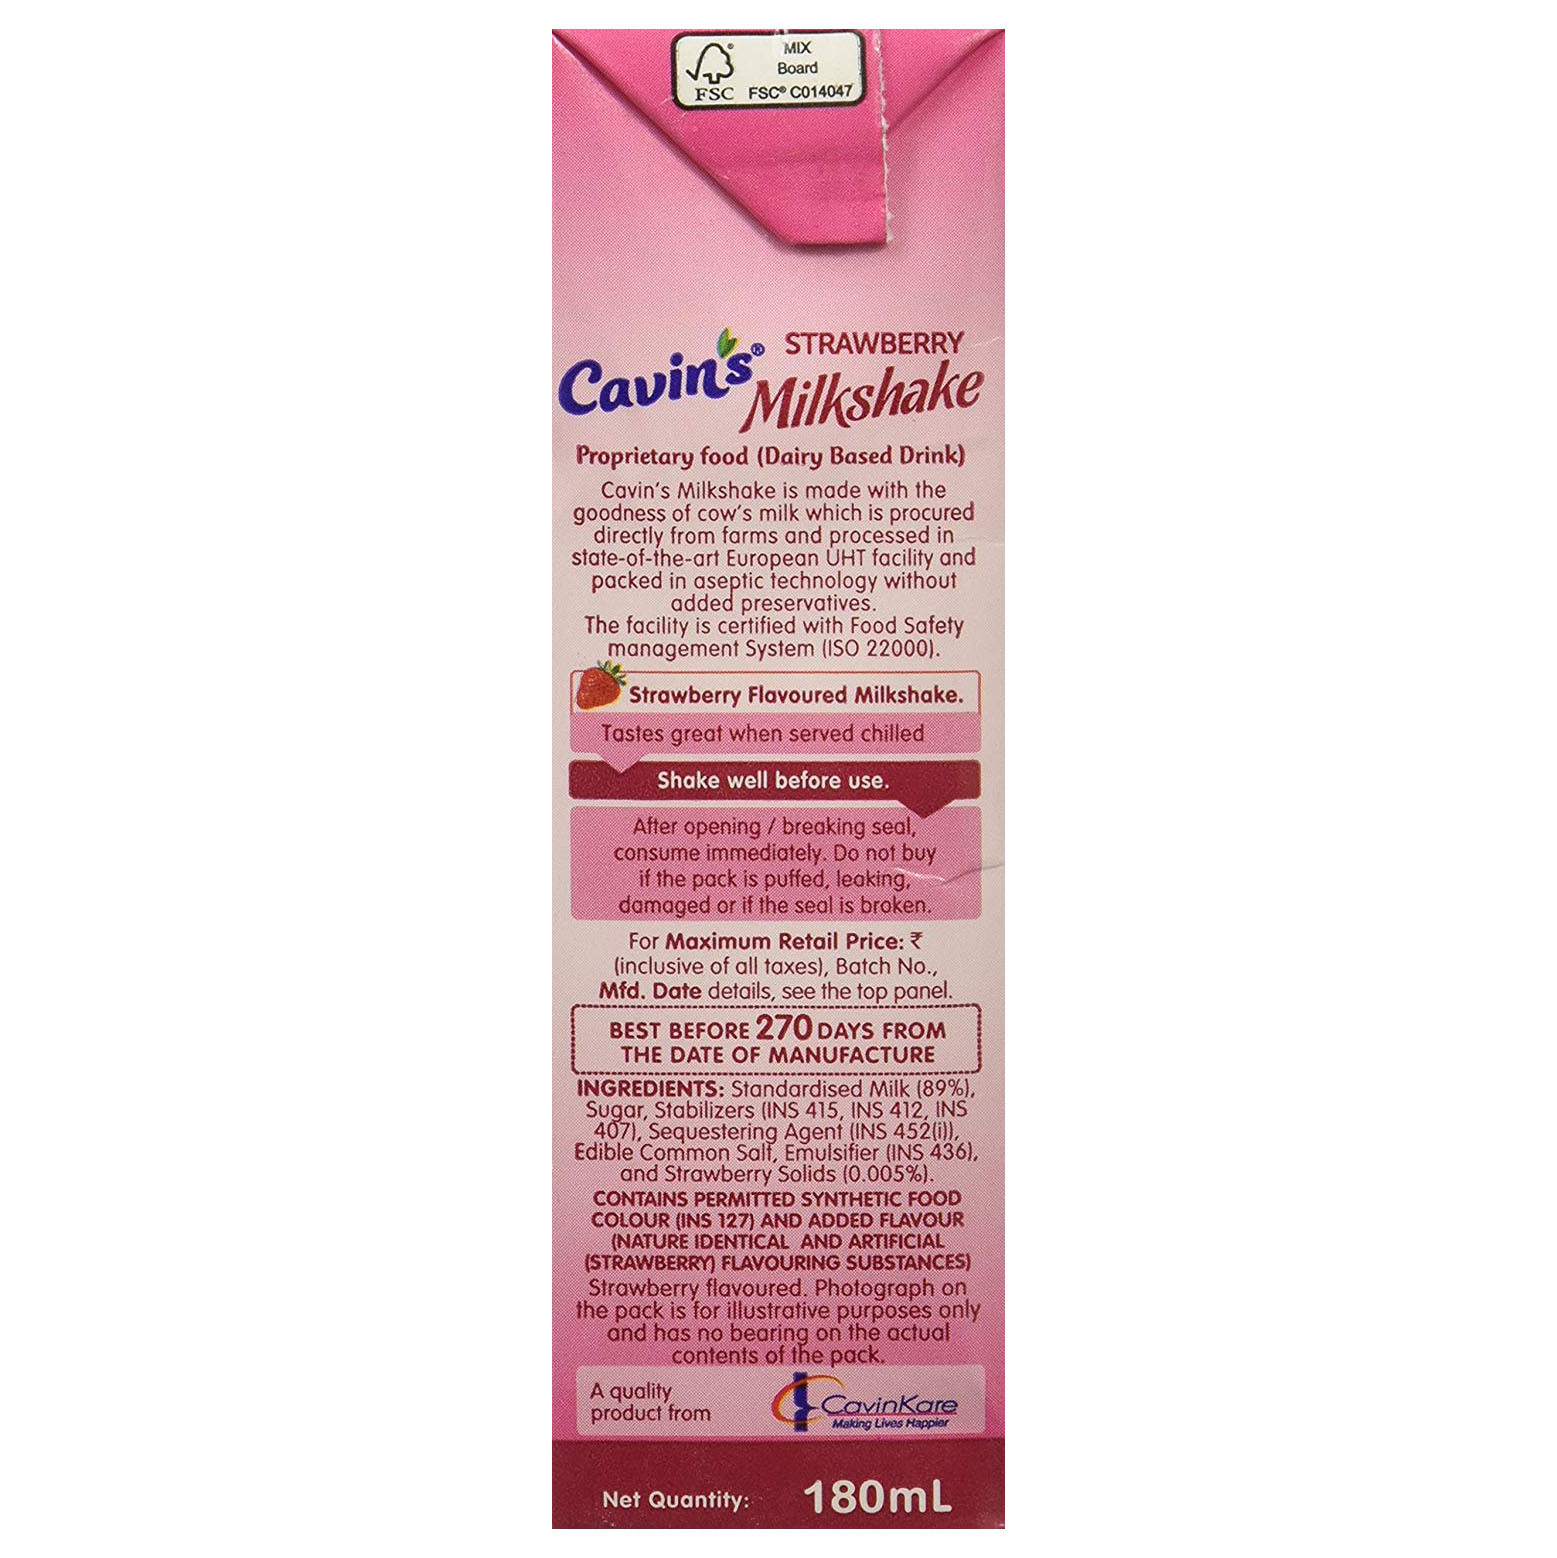 MIX
Board
FSC
FSC® C014047
Cavin's®
STRAWBERRY
Milkshake
Proprietary food (Dairy Based Drink)
Cavin's Milkshake is made with the
goodness of cow's milk which is procured
directly from farms and processed in
state-of-the-art European UHT facility and
packed in aseptic technology without
added preservatives.
The facility is certified with Food Safety
management System (ISO 22000).
Strawberry Flavoured Milkshake.
Tastes great when served chilled
Shake well before use.
After opening / breaking seal,
consume immediately. Do not buy
if the pack is puffed, leaking,
damaged or if the seal is broken.
For Maximum Retail Price: ₹
(inclusive of all taxes), Batch No.,
Mfd. Date details, see the top panel.
BEST BEFORE 270 DAYS FROM
THE DATE OF MANUFACTURE
INGREDIENTS: Standardised Milk (89%),
Sugar, Stabilizers (INS 415, INS 412, INS
407), Sequestering Agent (INS 452(i)),
Edible Common Salt, Emulsifier (INS 436),
and Strawberry Solids (0.005%).
CONTAINS PERMITTED SYNTHETIC FOOD
COLOUR (INS 127) AND ADDED FLAVOUR
(NATURE IDENTICAL AND ARTIFICIAL
(STRAWBERRY) FLAVOURING SUBSTANCES)
Strawberry flavoured. Photograph on
the pack is for illustrative purposes only
and has no bearing on the actual
contents of the pack.
A quality
product from
CavinKare
Making Lives Happier
Net Quantity: 180mL